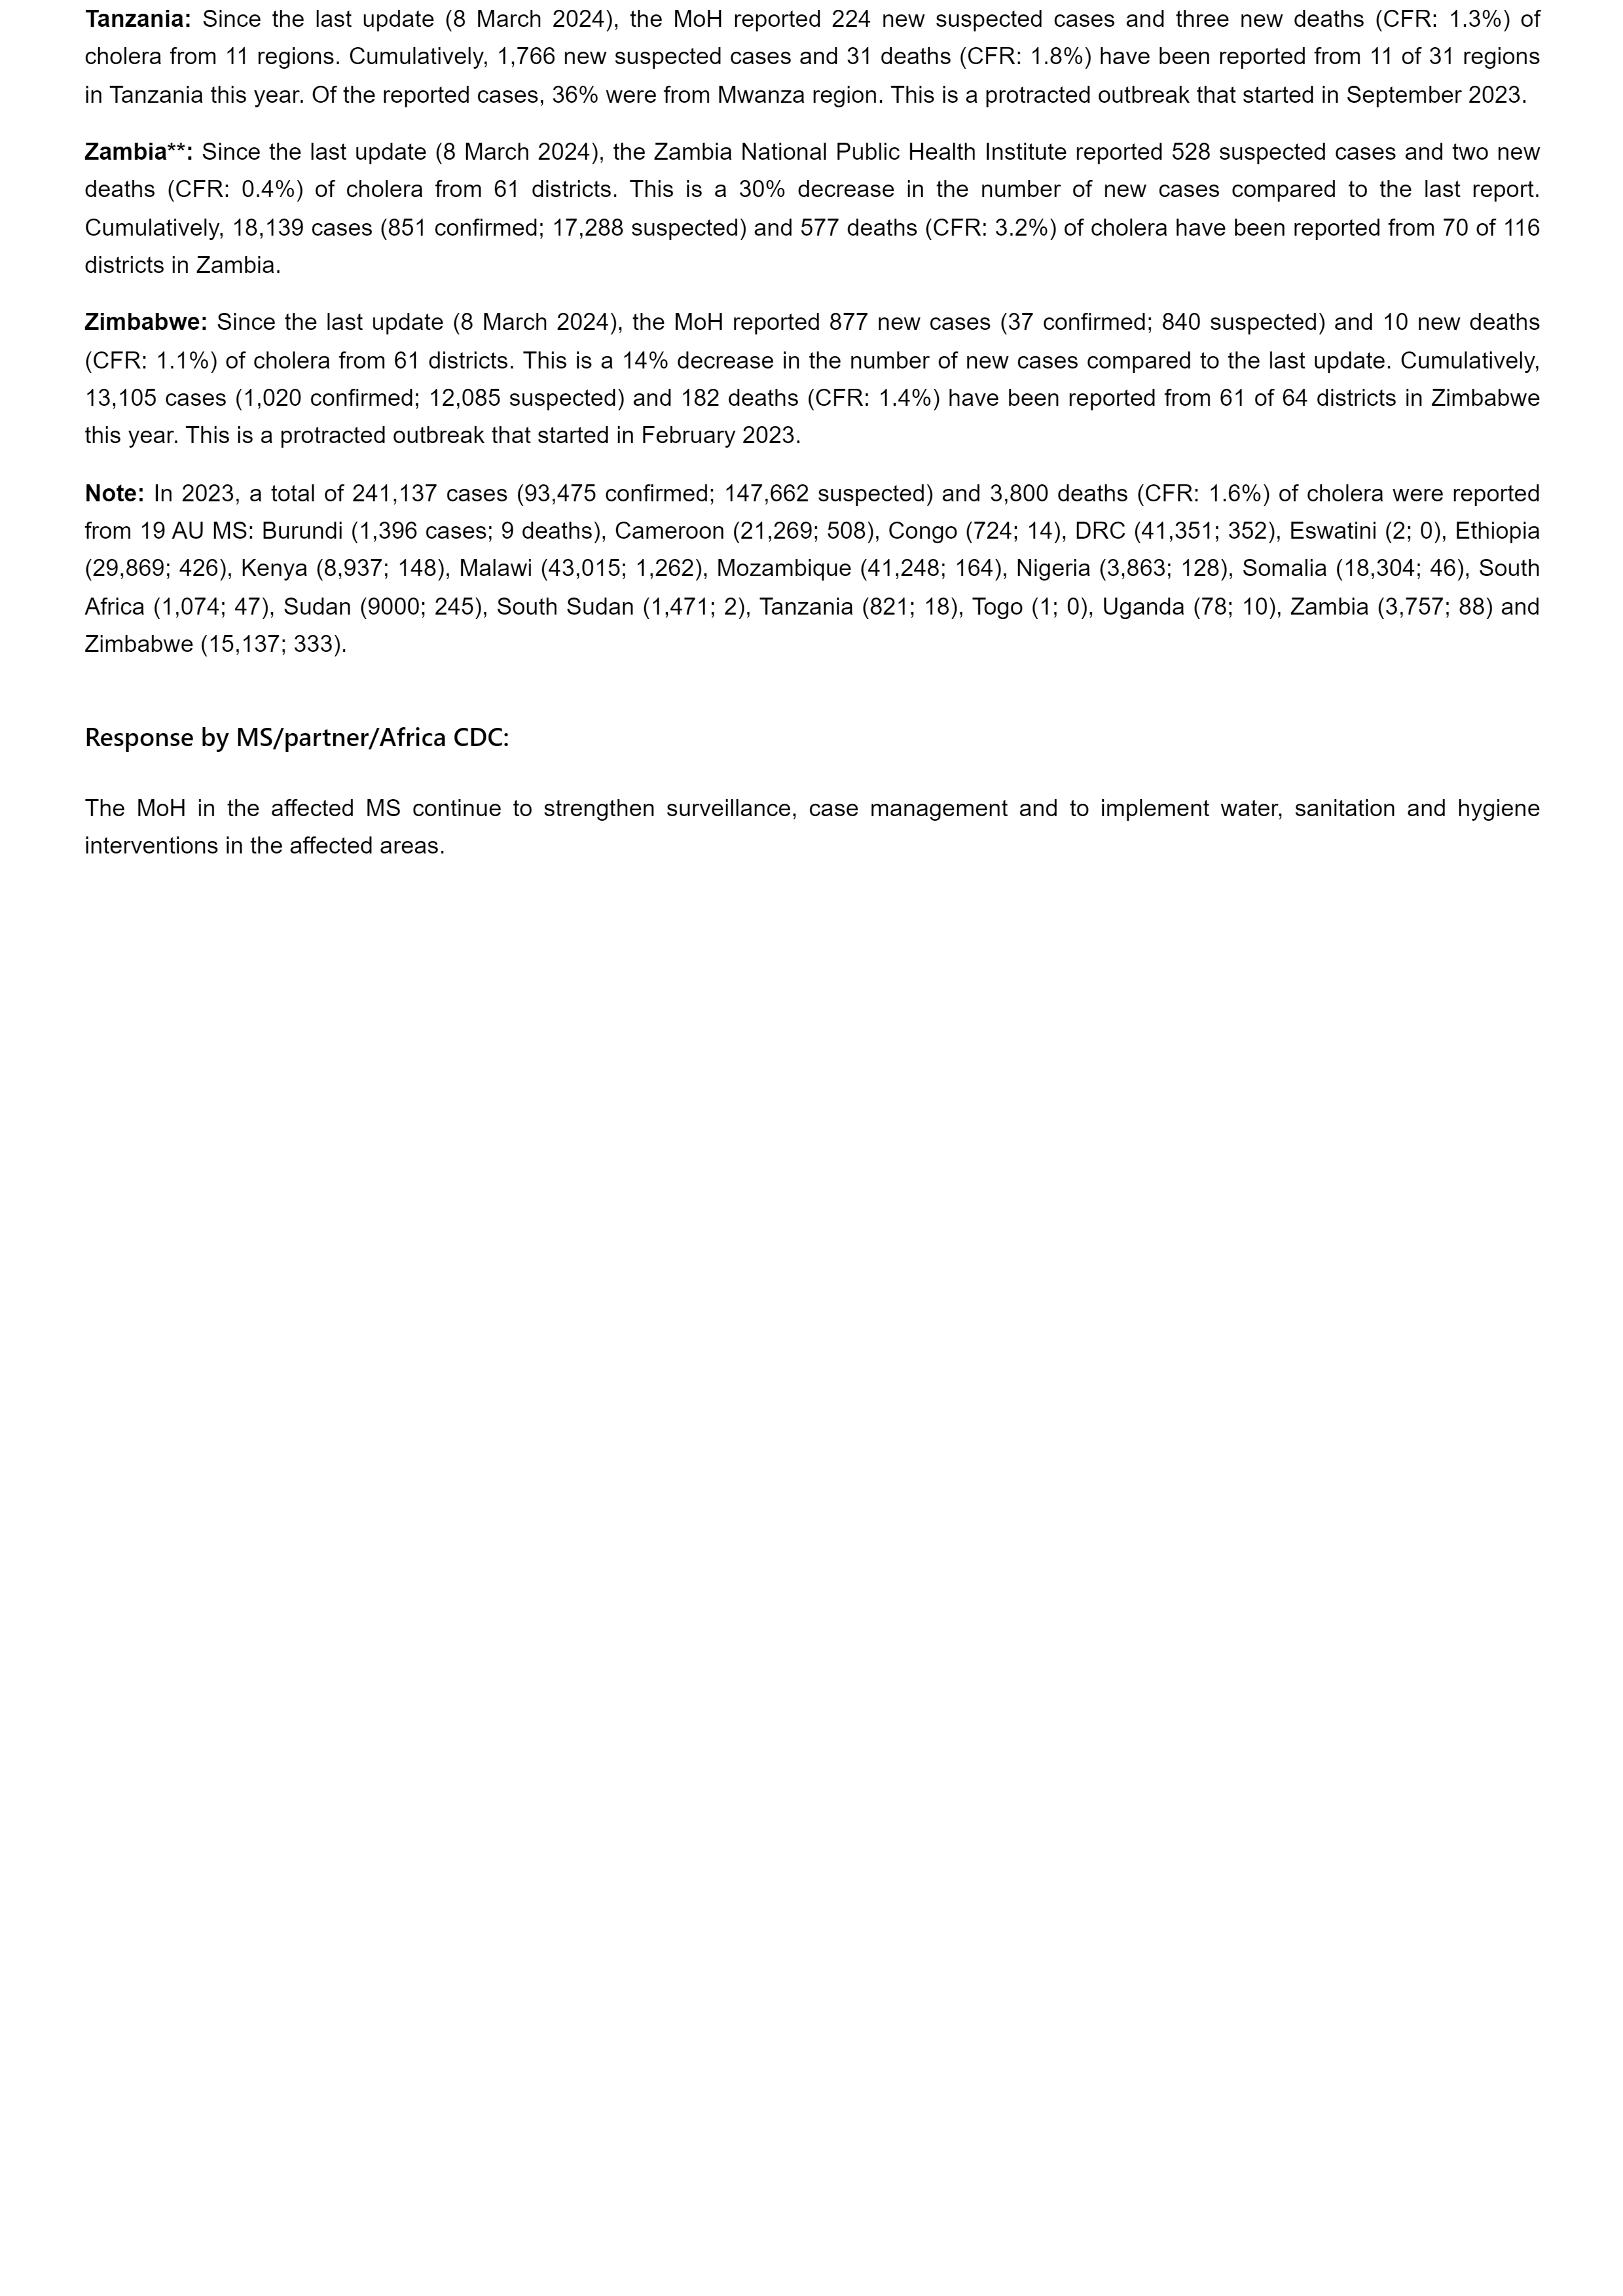 Tanzania: Since the last update (8 March 2024), the MoH reported 224 new suspected cases and three new deaths (CFR: 1.3%) of
cholera from 11 regions. Cumulatively, 1,766 new suspected cases and 31 deaths (CFR: 1.8%) have been reported from 11 of 31 regions
in Tanzania this year. Of the reported cases, 36% were from Mwanza region. This is a protracted outbreak that started in September 2023.
Zambia**: Since the last update (8 March 2024), the Zambia National Public Health Institute reported 528 suspected cases and two new
deaths (CFR: 0.4%) of cholera from 61 districts. This is a 30% decrease in the number of new cases compared to the last report.
Cumulatively, 18,139 cases (851 confirmed; 17,288 suspected) and 577 deaths (CFR: 3.2%) of cholera have been reported from 70 of 116
districts in Zambia.
Zimbabwe: Since the last update (8 March 2024), the MoH reported 877 new cases (37 confirmed; 840 suspected) and 10 new deaths
(CFR: 1.1%) of cholera from 61 districts. This is a 14% decrease in the number of new cases compared to the last update. Cumulatively,
13,105 cases (1,020 confirmed; 12,085 suspected) and 182 deaths (CFR: 1.4%) have been reported from 61 of 64 districts in Zimbabwe
this year. This is a protracted outbreak that started in February 2023.
Note: In 2023, a total of 241,137 cases (93,475 confirmed; 147,662 suspected) and 3,800 deaths (CFR: 1.6%) of cholera were reported
from 19 AU MS: Burundi (1,396 cases; 9 deaths), Cameroon (21,269; 508), Congo (724; 14), DRC (41,351; 352), Eswatini (2; 0), Ethiopia
(29,869; 426), Kenya (8,937; 148), Malawi (43,015; 1,262), Mozambique (41,248; 164), Nigeria (3,863; 128), Somalia (18,304; 46), South
Africa (1,074; 47), Sudan (9000; 245), South Sudan (1,471; 2), Tanzania (821; 18), Togo (1; 0), Uganda (78; 10), Zambia (3,757; 88) and
Zimbabwe (15,137; 333).
Response by MS/partner/Africa CDC:
The MoH in the affected MS continue to strengthen surveillance, case management and to implement water, sanitation and hygiene
interventions in the affected areas.